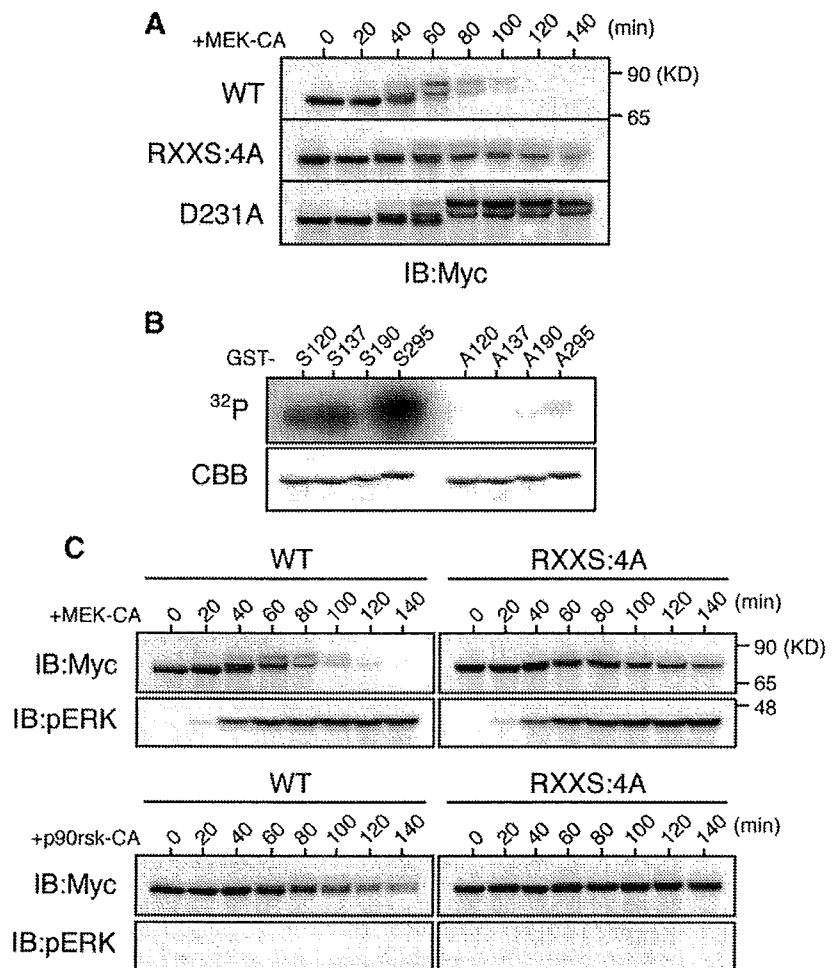 A
+MEK-CA 0 20 40 60 80 100 120 140 (min)
WT
90 (KD)
65
RXXS:4A
D231A
IB:Myc
B
GST- S120 S137 S190 S295 A120 A137 A190 A295
32P
CBB
C
WT RXXS:4A
+MEK-CA 0 20 40 60 80 100 120 140 0 20 40 60 80 100 120 140 (min)
IB:Myc
90 (KD)
65
IB:pERK
48
WT RXXS:4A
+p90rsk-CA 0 20 40 60 80 100 120 140 0 20 40 60 80 100 120 140 (min)
IB:Myc
IB:pERK